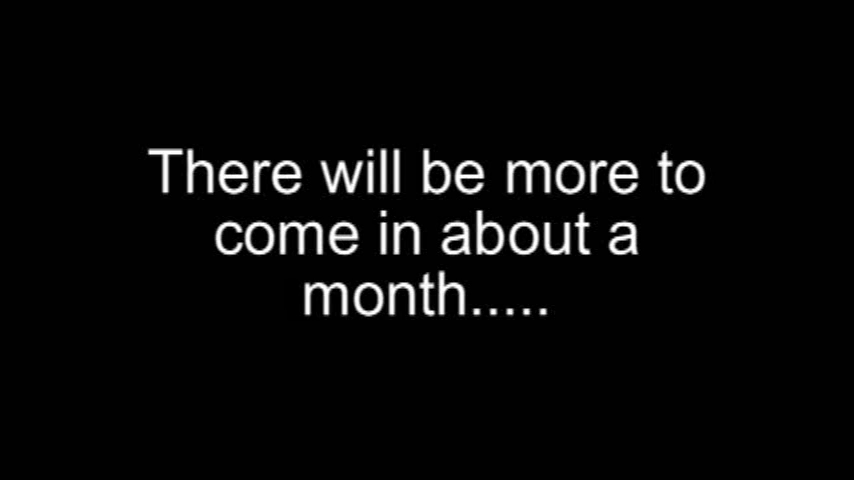 There will be more to
come in about a
month.....